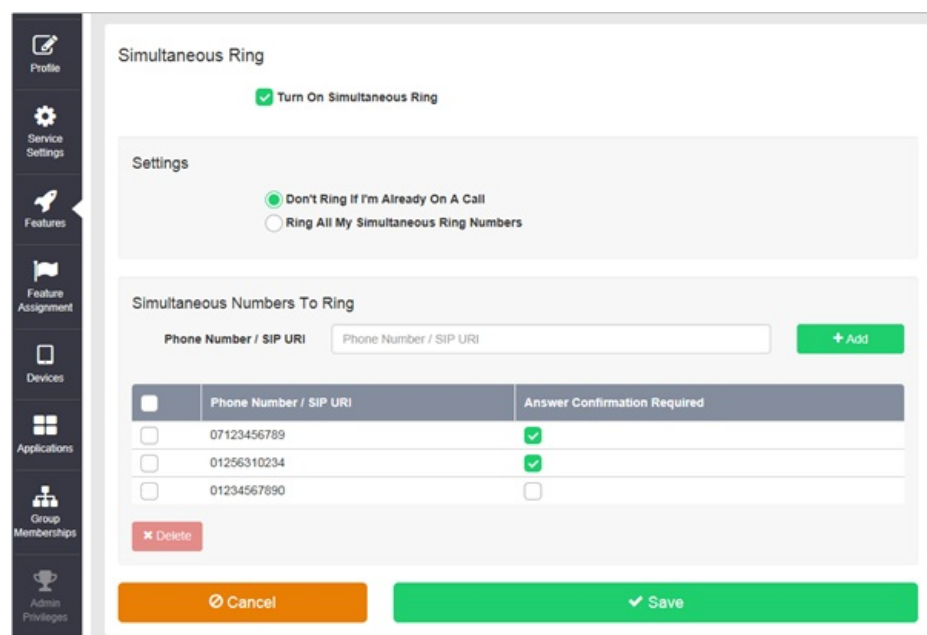 Profile
Service
Settings
Features
Feature
Assignment
Devices
Applications
Group
Memberships
Admin
Privileges
Simultaneous Ring
Turn On Simultaneous Ring
Settings
Don't Ring If I'm Already On A Call
Ring All My Simultaneous Ring Numbers
Simultaneous Numbers To Ring
Phone Number / SIP URI Phone Number / SIP URI + Add
Phone Number / SIP URI Answer Confirmation Required
07123456789
01256310234
01234567890
Delete
Cancel Save